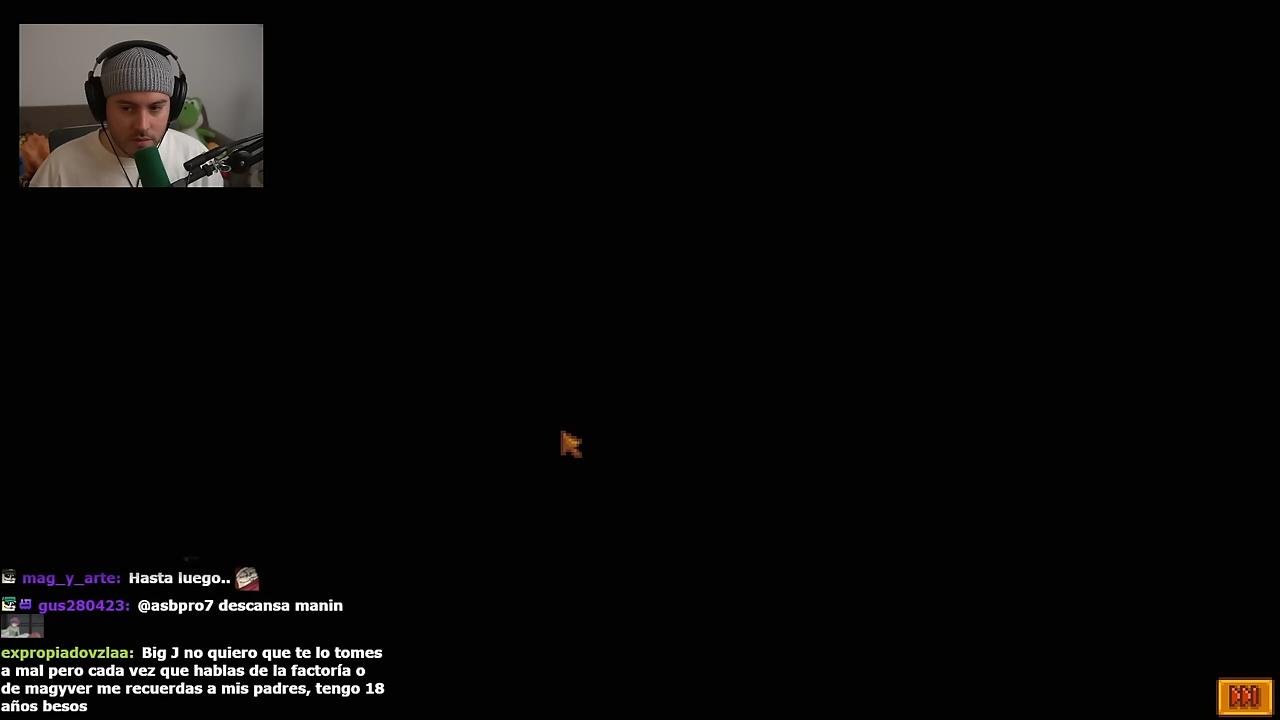 mag_y_arte: Hasta luego..
gus280423: @asbpro7 descansa manin
expropiadovzlaa: Big J no quiero que te lo tomes
a mal pero cada vez que hablas de la factoría o
de magyver me recuerdas a mis padres, tengo 18
años besos